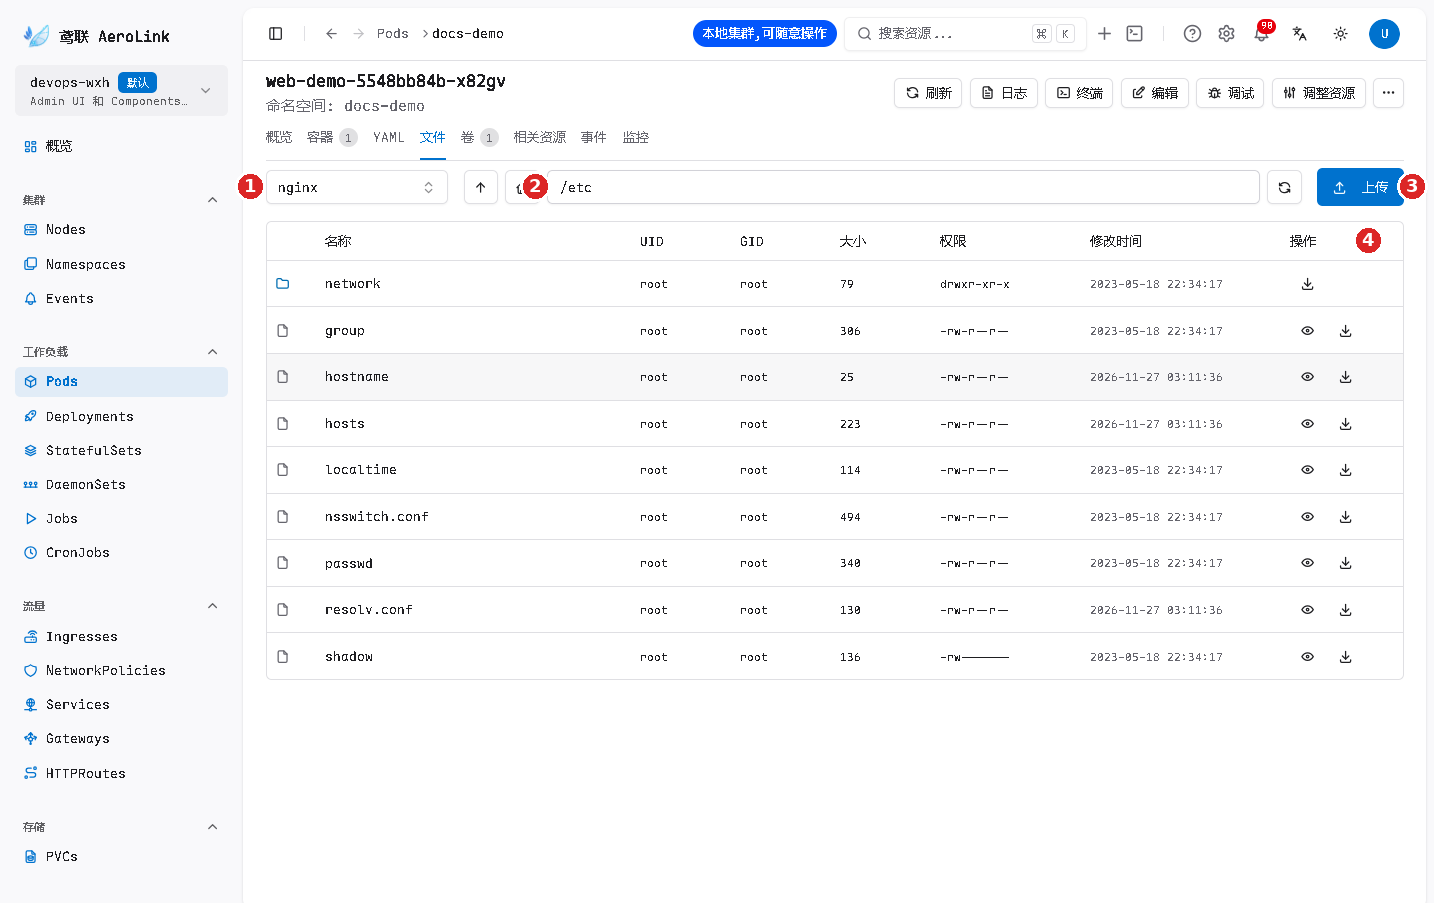 鸢联 AeroLink
devops-wxh 默认
Admin UI 和 Components…
概览
集群
Nodes
Namespaces
Events
工作负载
Pods
Deployments
StatefulSets
DaemonSets
Jobs
CronJobs
流量
Ingresses
NetworkPolicies
Services
Gateways
HTTPRoutes
存储
PVCs
Pods docs-demo
本地集群,可随意操作
搜索资源... ⌘ K
90
U
web-demo-5548bb84b-x82gv
命名空间: docs-demo
刷新 日志 终端 编辑 调试 调整资源
概览 容器 1 YAML 文件 卷 1 相关资源 事件 监控
1 nginx 2 /etc 上传 3
名称 UID GID 大小 权限 修改时间 操作 4
network root root 79 drwxr-xr-x 2023-05-18 22:34:17
group root root 306 -rw-r--r-- 2023-05-18 22:34:17
hostname root root 25 -rw-r--r-- 2026-11-27 03:11:36
hosts root root 223 -rw-r--r-- 2026-11-27 03:11:36
localtime root root 114 -rw-r--r-- 2023-05-18 22:34:17
nsswitch.conf root root 494 -rw-r--r-- 2023-05-18 22:34:17
passwd root root 340 -rw-r--r-- 2023-05-18 22:34:17
resolv.conf root root 130 -rw-r--r-- 2026-11-27 03:11:36
shadow root root 136 -rw------- 2023-05-18 22:34:17